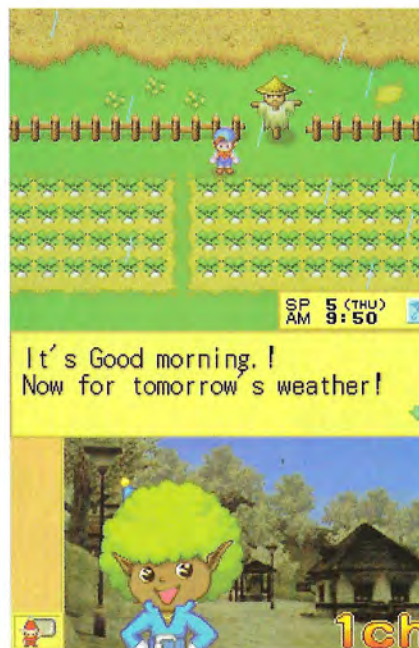 SP 5 (THU)
AM 9:50
It's Good morning.!
Now for tomorrow's weather!
1ch